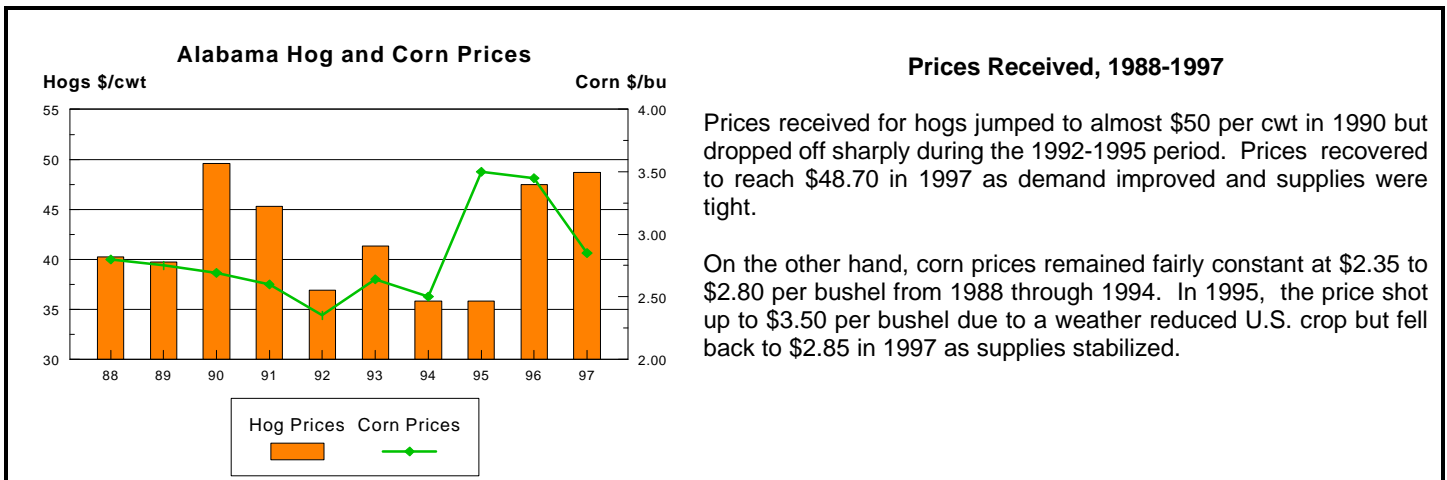 Alabama Hog and Corn Prices
Hogs $/cwt
Corn $/bu
55
50
45
40
35
30
4.00
3.50
3.00
2.50
2.00
88 89 90 91 92 93 94 95 96 97
Hog Prices Corn Prices
Prices Received, 1988-1997
Prices received for hogs jumped to almost $50 per cwt in 1990 but
dropped off sharply during the 1992-1995 period. Prices recovered
to reach $48.70 in 1997 as demand improved and supplies were
tight.
On the other hand, corn prices remained fairly constant at $2.35 to
$2.80 per bushel from 1988 through 1994. In 1995, the price shot
up to $3.50 per bushel due to a weather reduced U.S. crop but fell
back to $2.85 in 1997 as supplies stabilized.